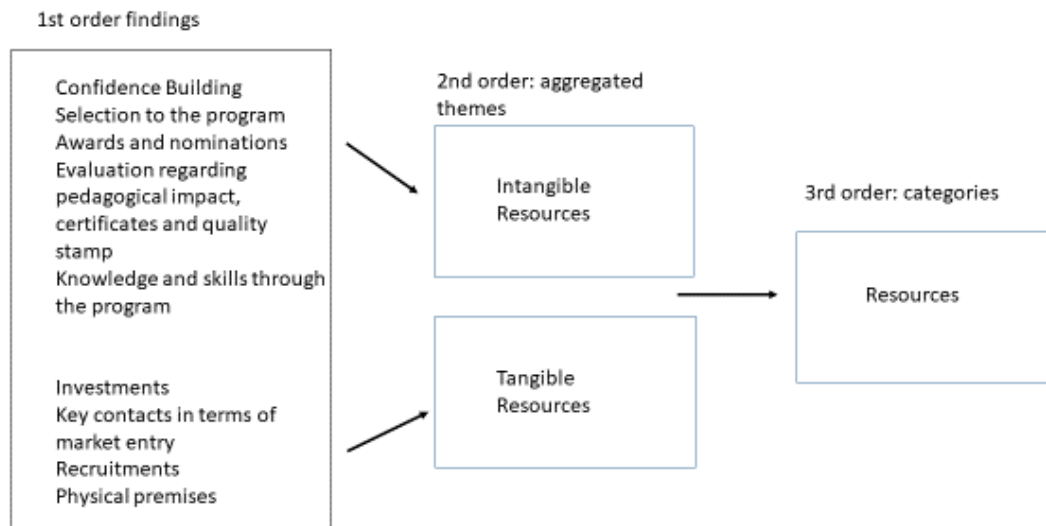 1st order findings
Confidence Building
Selection to the program
Awards and nominations
Evaluation regarding
pedagogical impact,
certificates and quality
stamp
Knowledge and skills through
the program
Investments
Key contacts in terms of
market entry
Recruitments
Physical premises
2nd order: aggregated
themes
Intangible
Resources
Tangible
Resources
3rd order: categories
Resources